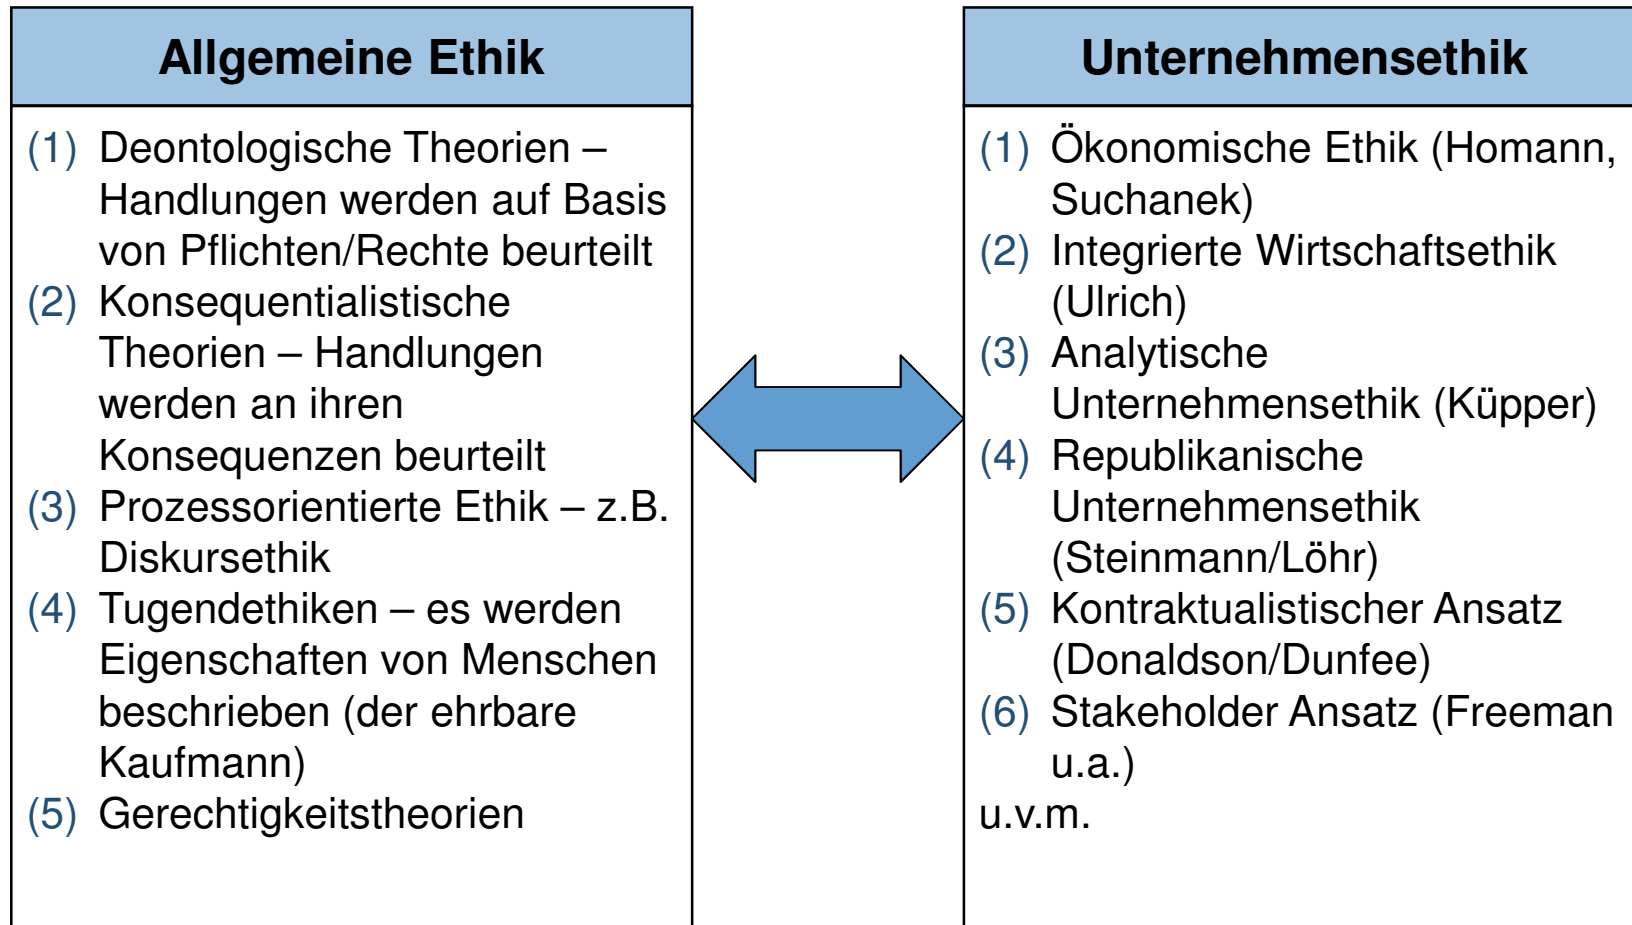 Allgemeine Ethik
(1) Deontologische Theorien –
Handlungen werden auf Basis
von Pflichten/Rechte beurteilt
(2) Konsequentialistische
Theorien – Handlungen
werden an ihren
Konsequenzen beurteilt
(3) Prozessorientierte Ethik – z.B.
Diskursethik
(4) Tugendethiken – es werden
Eigenschaften von Menschen
beschrieben (der ehrbare
Kaufmann)
(5) Gerechtigkeitstheorien
Unternehmensethik
(1) Ökonomische Ethik (Homann,
Suchanek)
(2) Integrierte Wirtschaftsethik
(Ulrich)
(3) Analytische
Unternehmensethik (Küpper)
(4) Republikanische
Unternehmensethik
(Steinmann/Löhr)
(5) Kontraktualistischer Ansatz
(Donaldson/Dunfee)
(6) Stakeholder Ansatz (Freeman
u.a.)
u.v.m.